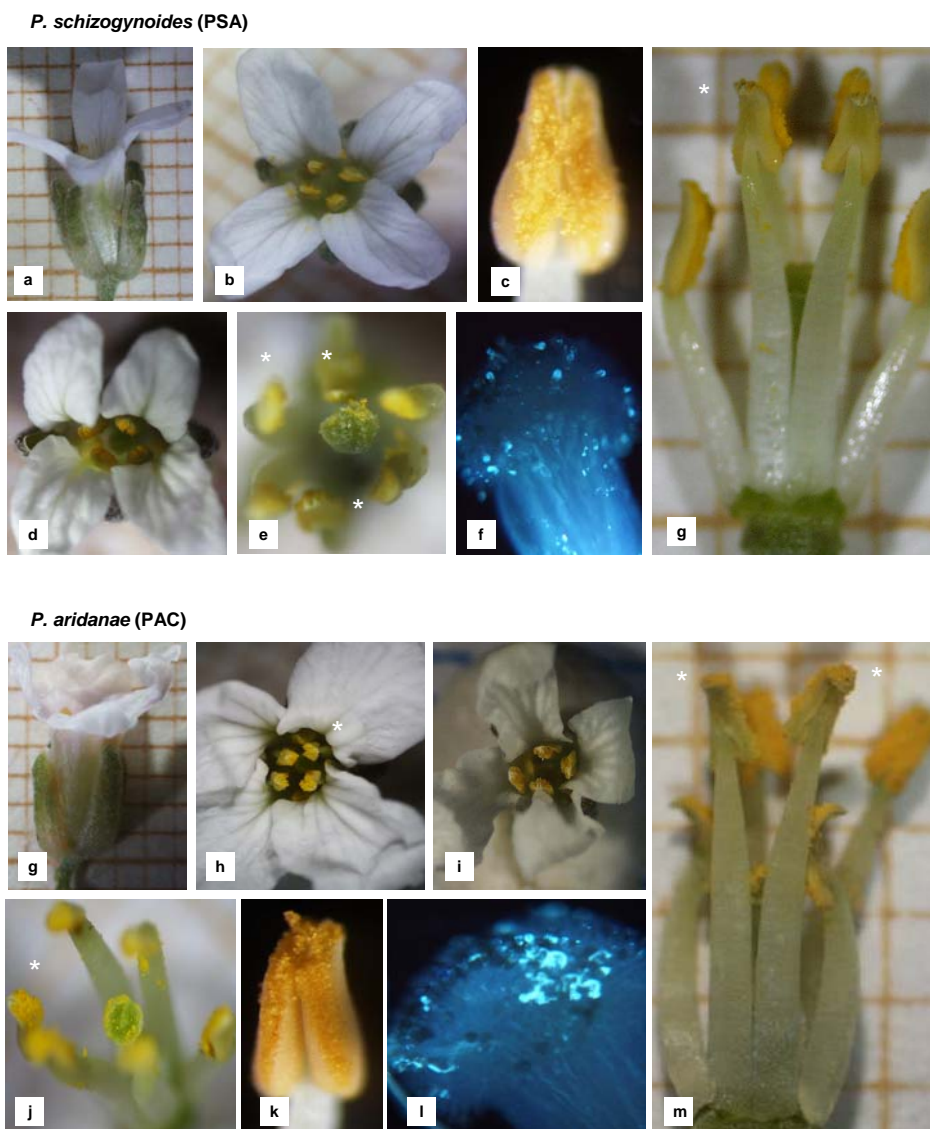 P. schizogynoides (PSA)
a
b
c
g
*
d
e
*
*
*
f
P. aridanae (PAC)
g
h
*
i
m
*
*
j
*
k
l